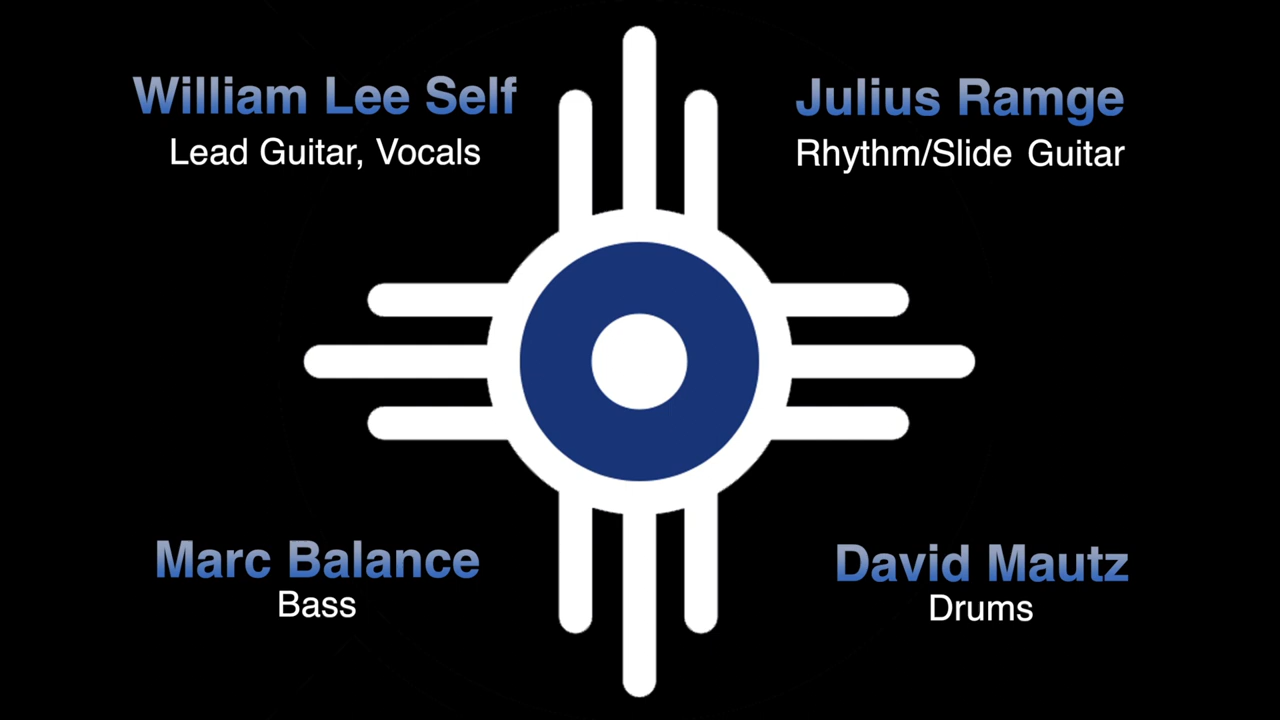 William Lee Self
Lead Guitar, Vocals
Julius Ramge
Rhythm/Slide Guitar
Marc Balance
Bass
David Mautz
Drums